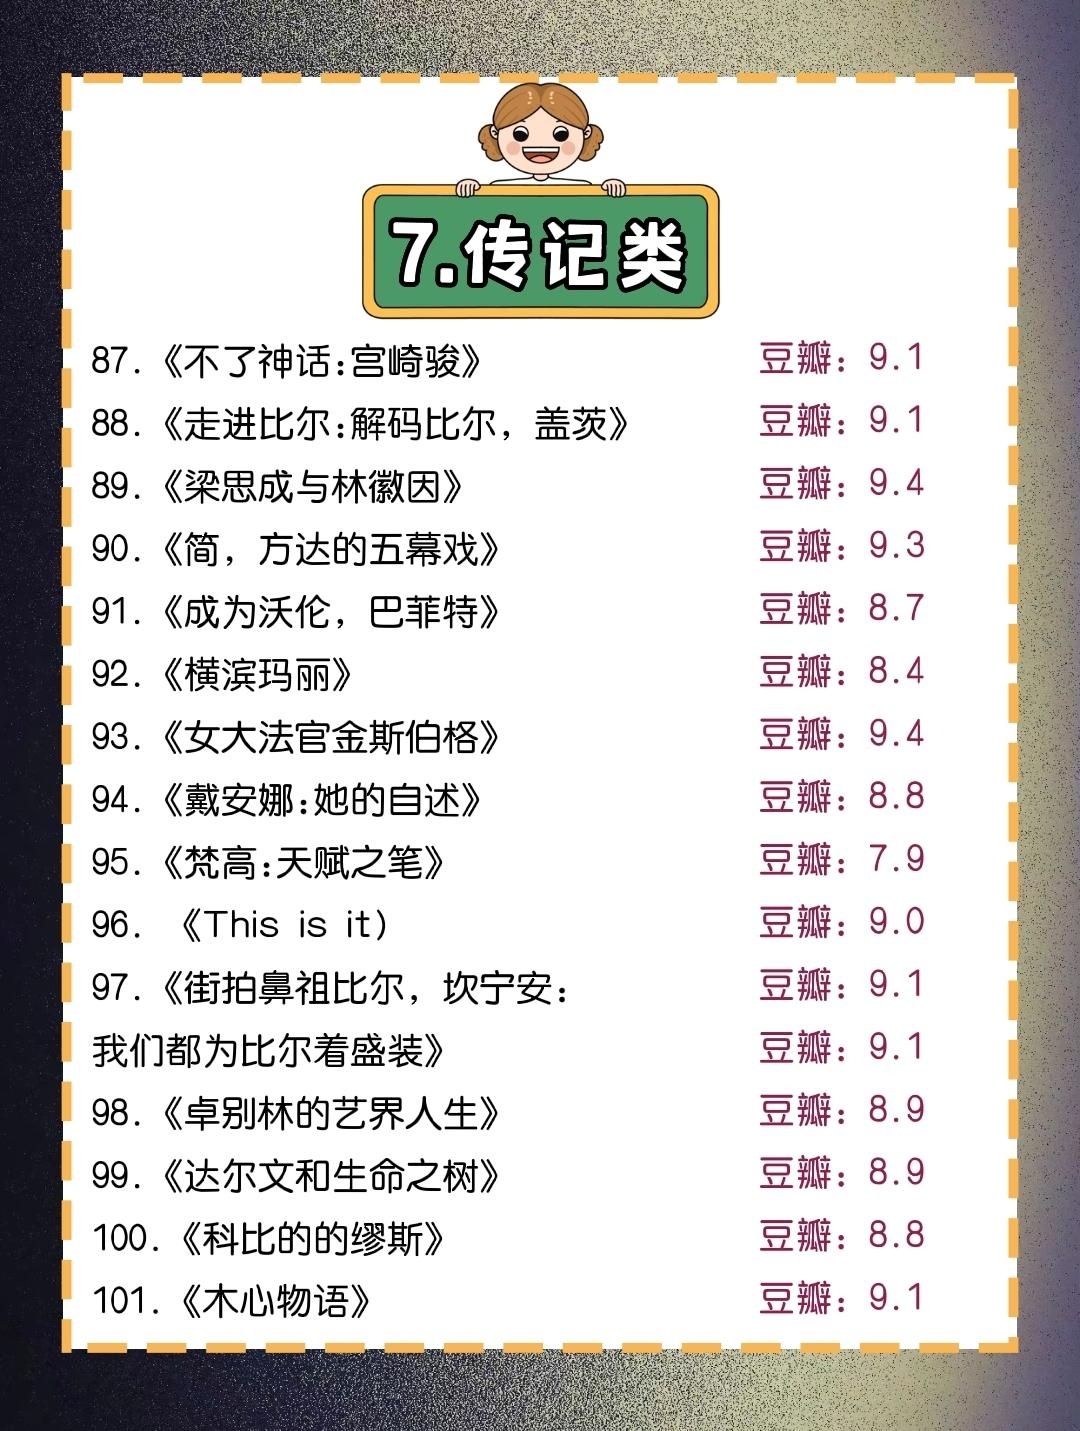 7.传记类
87.《不了神话:宫崎骏》 豆瓣：9.1
88.《走进比尔:解码比尔，盖茨》 豆瓣：9.1
89.《梁思成与林徽因》 豆瓣：9.4
90.《简，方达的五幕戏》 豆瓣：9.3
91.《成为沃伦，巴菲特》 豆瓣：8.7
92.《横滨玛丽》 豆瓣：8.4
93.《女大法官金斯伯格》 豆瓣：9.4
94.《戴安娜:她的自述》 豆瓣：8.8
95.《梵高:天赋之笔》 豆瓣：7.9
96. 《This is it) 豆瓣：9.0
97.《街拍鼻祖比尔，坎宁安： 豆瓣：9.1
我们都为比尔着盛装》 豆瓣：9.1
98.《卓别林的艺界人生》 豆瓣：8.9
99.《达尔文和生命之树》 豆瓣：8.9
100.《科比的的缪斯》 豆瓣：8.8
101.《木心物语》 豆瓣：9.1